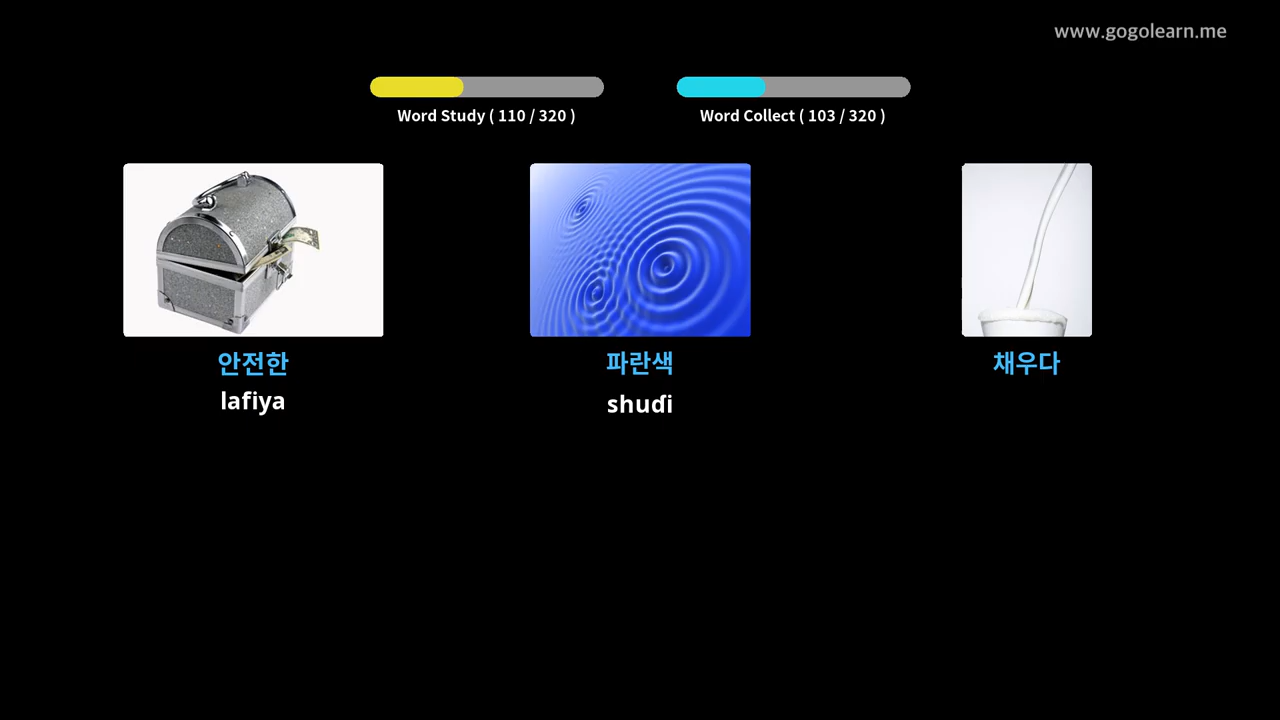 www.gogolearn.me
Word Study ( 110 / 320 )
Word Collect ( 103 / 320 )
안전한
파란색
채우다
lafiya
shuɗi